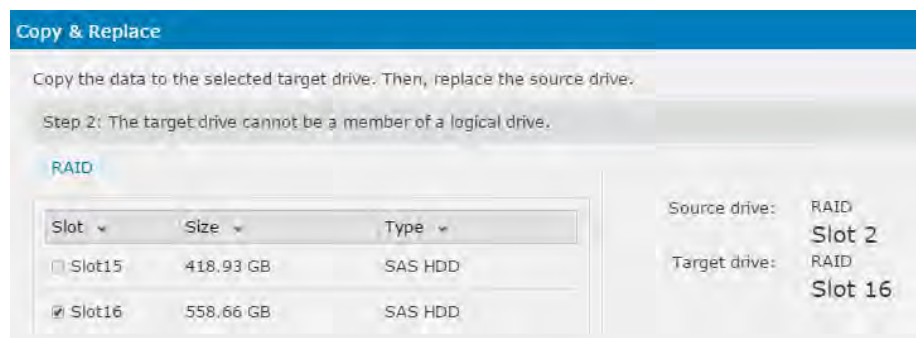 Copy & Replace
Copy the data to the selected target drive. Then, replace the source drive.
Step 2: The target drive cannot be a member of a logical drive.
RAID
Slot Size Type
Slot15 418.93 GB SAS HDD
Slot16 558.66 GB SAS HDD
Source drive: RAID
Slot 2
Target drive: RAID
Slot 16